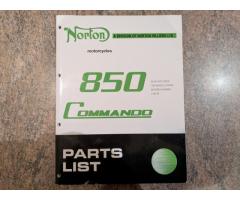 Norton
A DIVISION OF NORTON VILLIERS LTD.
motorcycles
850
COMMANDO
PARTS
LIST